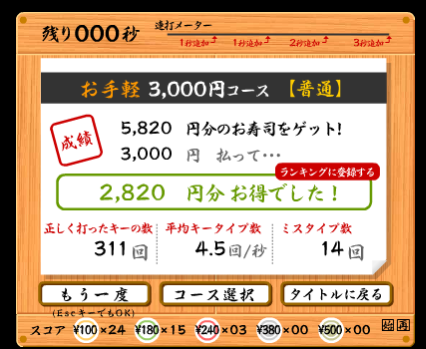 残り000秒 連打メーター
1秒追加 1秒追加 2秒追加 3秒追加
お手軽 3,000円コース 【普通】
成績
5,820 円分のお寿司をゲット!
3,000 円 払って…
ランキングに登録する
2,820 円分 お得でした!
正しく打ったキーの数 平均キータイプ数 ミスタイプ数
311回 4.5回/秒 14回
もう一度 コース選択 タイトルに戻る
(EscキーでもOK)
スコア ¥100×24 ¥180×15 ¥240×03 ¥380×00 ¥500×00